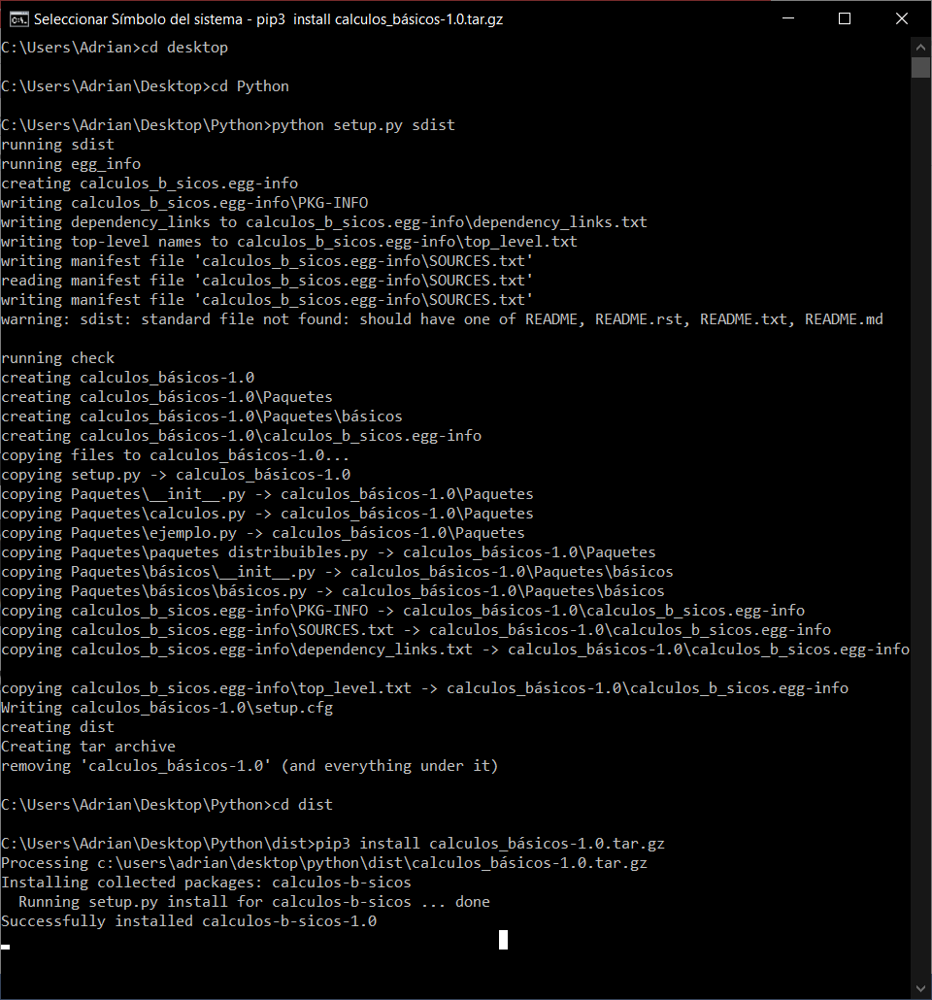 Seleccionar Símbolo del sistema - pip3  install calculos_básicos-1.0.tar.gz
C:\Users\Adrian>cd desktop
C:\Users\Adrian\Desktop>cd Python
C:\Users\Adrian\Desktop\Python>python setup.py sdist
running sdist
running egg_info
creating calculos_b_sicos.egg-info
writing calculos_b_sicos.egg-info\PKG-INFO
writing dependency_links to calculos_b_sicos.egg-info\dependency_links.txt
writing top-level names to calculos_b_sicos.egg-info\top_level.txt
writing manifest file 'calculos_b_sicos.egg-info\SOURCES.txt'
reading manifest file 'calculos_b_sicos.egg-info\SOURCES.txt'
writing manifest file 'calculos_b_sicos.egg-info\SOURCES.txt'
warning: sdist: standard file not found: should have one of README, README.rst, README.txt, README.md
running check
creating calculos_básicos-1.0
creating calculos_básicos-1.0\Paquetes
creating calculos_básicos-1.0\Paquetes\básicos
creating calculos_básicos-1.0\calculos_b_sicos.egg-info
copying files to calculos_básicos-1.0...
copying setup.py -> calculos_básicos-1.0
copying Paquetes\__init__.py -> calculos_básicos-1.0\Paquetes
copying Paquetes\calculos.py -> calculos_básicos-1.0\Paquetes
copying Paquetes\ejemplo.py -> calculos_básicos-1.0\Paquetes
copying Paquetes\paquetes distribuibles.py -> calculos_básicos-1.0\Paquetes
copying Paquetes\básicos\__init__.py -> calculos_básicos-1.0\Paquetes\básicos
copying Paquetes\básicos\básicos.py -> calculos_básicos-1.0\Paquetes\básicos
copying calculos_b_sicos.egg-info\PKG-INFO -> calculos_básicos-1.0\calculos_b_sicos.egg-info
copying calculos_b_sicos.egg-info\SOURCES.txt -> calculos_básicos-1.0\calculos_b_sicos.egg-info
copying calculos_b_sicos.egg-info\dependency_links.txt -> calculos_básicos-1.0\calculos_b_sicos.egg-info
copying calculos_b_sicos.egg-info\top_level.txt -> calculos_básicos-1.0\calculos_b_sicos.egg-info
Writing calculos_básicos-1.0\setup.cfg
creating dist
Creating tar archive
removing 'calculos_básicos-1.0' (and everything under it)
C:\Users\Adrian\Desktop\Python>cd dist
C:\Users\Adrian\Desktop\Python\dist>pip3 install calculos_básicos-1.0.tar.gz
Processing c:\users\adrian\desktop\python\dist\calculos_básicos-1.0.tar.gz
Installing collected packages: calculos-b-sicos
  Running setup.py install for calculos-b-sicos ... done
Successfully installed calculos-b-sicos-1.0